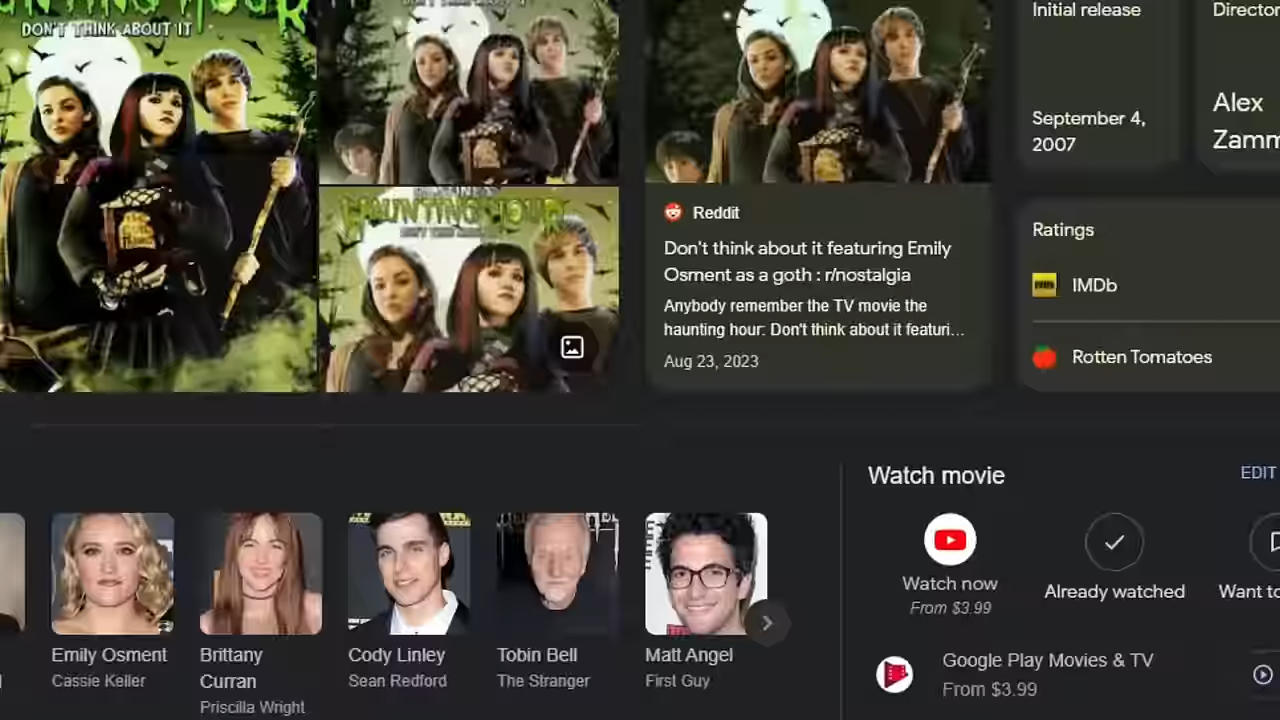 DON'T THINK ABOUT IT
HAUNTING HOUR
Reddit
Don't think about it featuring Emily
Osment as a goth : r/nostalgia
Anybody remember the TV movie the
haunting hour: Don't think about it featuri...
Aug 23, 2023
Initial release
September 4,
2007
Director
Alex
Zamm
Ratings
IMDb
Rotten Tomatoes
Emily Osment
Cassie Keller
Brittany
Curran
Priscilla Wright
Cody Linley
Sean Redford
Tobin Bell
The Stranger
Matt Angel
First Guy
Watch movie
EDIT
Watch now
From $3.99
Already watched
Want to
Google Play Movies & TV
From $3.99